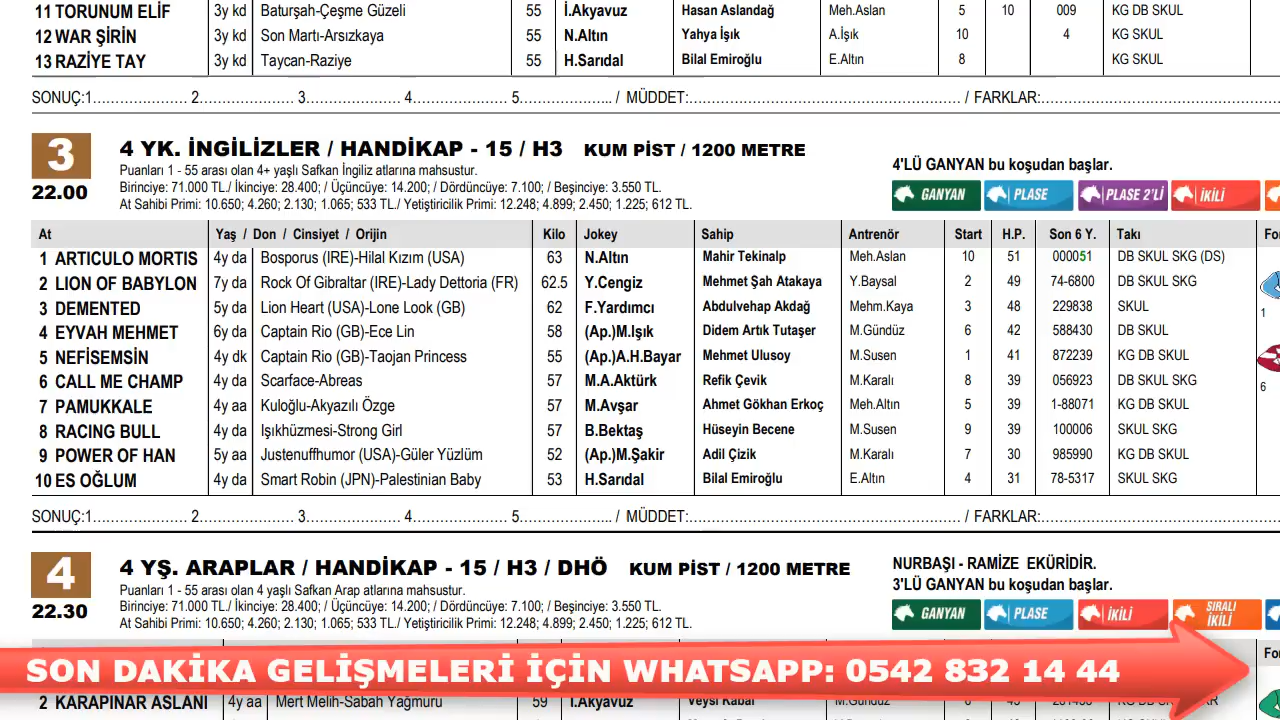 11 TORUNUM ELİF 3y kd Baturşah-Çeşme Güzeli 55 İ.Akyavuz Hasan Aslandağ Meh.Aslan 5 10 009 KG DB SKUL
12 WAR ŞİRİN 3y kd Son Martı-Arsızkaya 55 N.Altın Yahya Işık A.Işık 10 4 KG SKUL
13 RAZİYE TAY 3y kd Taycan-Raziye 55 H.Sarıdal Bilal Emiroğlu E.Altın 8 KG SKUL
SONUÇ:1..................... 2..................... 3..................... 4..................... 5..................... / MÜDDET:............................................................ / FARKLAR:.....................................................
3 4 YK. İNGİLİZLER / HANDİKAP - 15 / H3 KUM PİST / 1200 METRE
22.00
Puanları 1 - 55 arası olan 4+ yaşlı Safkan İngiliz atlarına mahsustur.
Birinciye: 71.000 TL./ İkinciye: 28.400; / Üçüncüye: 14.200; / Dördüncüye: 7.100; / Beşinciye: 3.550 TL.
At Sahibi Primi: 10.650; 4.260; 2.130; 1.065; 533 TL./ Yetiştiricilik Primi: 12.248; 4.899; 2.450; 1.225; 612 TL.
4'LÜ GANYAN bu koşudan başlar.
GANYAN PLASE PLASE 2'Lİ İKİLİ
At Yaş / Don / Cinsiyet / Orijin Kilo Jokey Sahip Antrenör Start H.P. Son 6 Y. Takı For
1 ARTICULO MORTIS 4y da Bosporus (IRE)-Hilal Kızım (USA) 63 N.Altın Mahir Tekinalp Meh.Aslan 10 51 000051 DB SKUL SKG (DS)
2 LION OF BABYLON 7y da Rock Of Gibraltar (IRE)-Lady Dettoria (FR) 62.5 Y.Cengiz Mehmet Şah Atakaya Y.Baysal 2 49 74-6800 DB SKUL SKG
3 DEMENTED 5y da Lion Heart (USA)-Lone Look (GB) 62 F.Yardımcı Abdulvehap Akdağ Mehm.Kaya 3 48 229838 SKUL 1
4 EYVAH MEHMET 6y da Captain Rio (GB)-Ece Lin 58 (Ap.)M.Işık Didem Artık Tutaşer M.Gündüz 6 42 588430 DB SKUL
5 NEFİSEMSİN 4y dk Captain Rio (GB)-Taojan Princess 55 (Ap.)A.H.Bayar Mehmet Ulusoy M.Susen 1 41 872239 KG DB SKUL
6 CALL ME CHAMP 4y da Scarface-Abreas 57 M.A.Aktürk Refik Çevik M.Karalı 8 39 056923 DB SKUL SKG 6
7 PAMUKKALE 4y aa Kuloğlu-Akyazılı Özge 57 M.Avşar Ahmet Gökhan Erkoç Meh.Altın 5 39 1-88071 KG DB SKUL
8 RACING BULL 4y da Işıkhüzmesi-Strong Girl 57 B.Bektaş Hüseyin Becene M.Susen 9 39 100006 SKUL SKG
9 POWER OF HAN 5y aa Justenuffhumor (USA)-Güler Yüzlüm 52 (Ap.)M.Şakir Adil Çizik M.Karalı 7 30 985990 KG DB SKUL
10 ES OĞLUM 4y da Smart Robin (JPN)-Palestinian Baby 53 H.Sarıdal Bilal Emiroğlu E.Altın 4 31 78-5317 SKUL SKG
SONUÇ:1..................... 2..................... 3..................... 4..................... 5..................... / MÜDDET:............................................................ / FARKLAR:.....................................................
4 4 YŞ. ARAPLAR / HANDİKAP - 15 / H3 / DHÖ KUM PİST / 1200 METRE
22.30
Puanları 1 - 55 arası olan 4 yaşlı Safkan Arap atlarına mahsustur.
Birinciye: 71.000 TL./ İkinciye: 28.400; / Üçüncüye: 14.200; / Dördüncüye: 7.100; / Beşinciye: 3.550 TL.
At Sahibi Primi: 10.650; 4.260; 2.130; 1.065; 533 TL./ Yetiştiricilik Primi: 12.248; 4.899; 2.450; 1.225; 612 TL.
NURBAŞI - RAMİZE EKÜRİDİR.
3'LÜ GANYAN bu koşudan başlar.
GANYAN PLASE İKİLİ SIRALI İKİLİ
For
SON DAKİKA GELİŞMELERİ İÇİN WHATSAPP: 0542 832 14 44
2 KARAPINAR ASLANI 4y aa Mert Melih-Sabah Yağmuru 59 İ.Akyavuz Veysi Kabar M.Gündüz